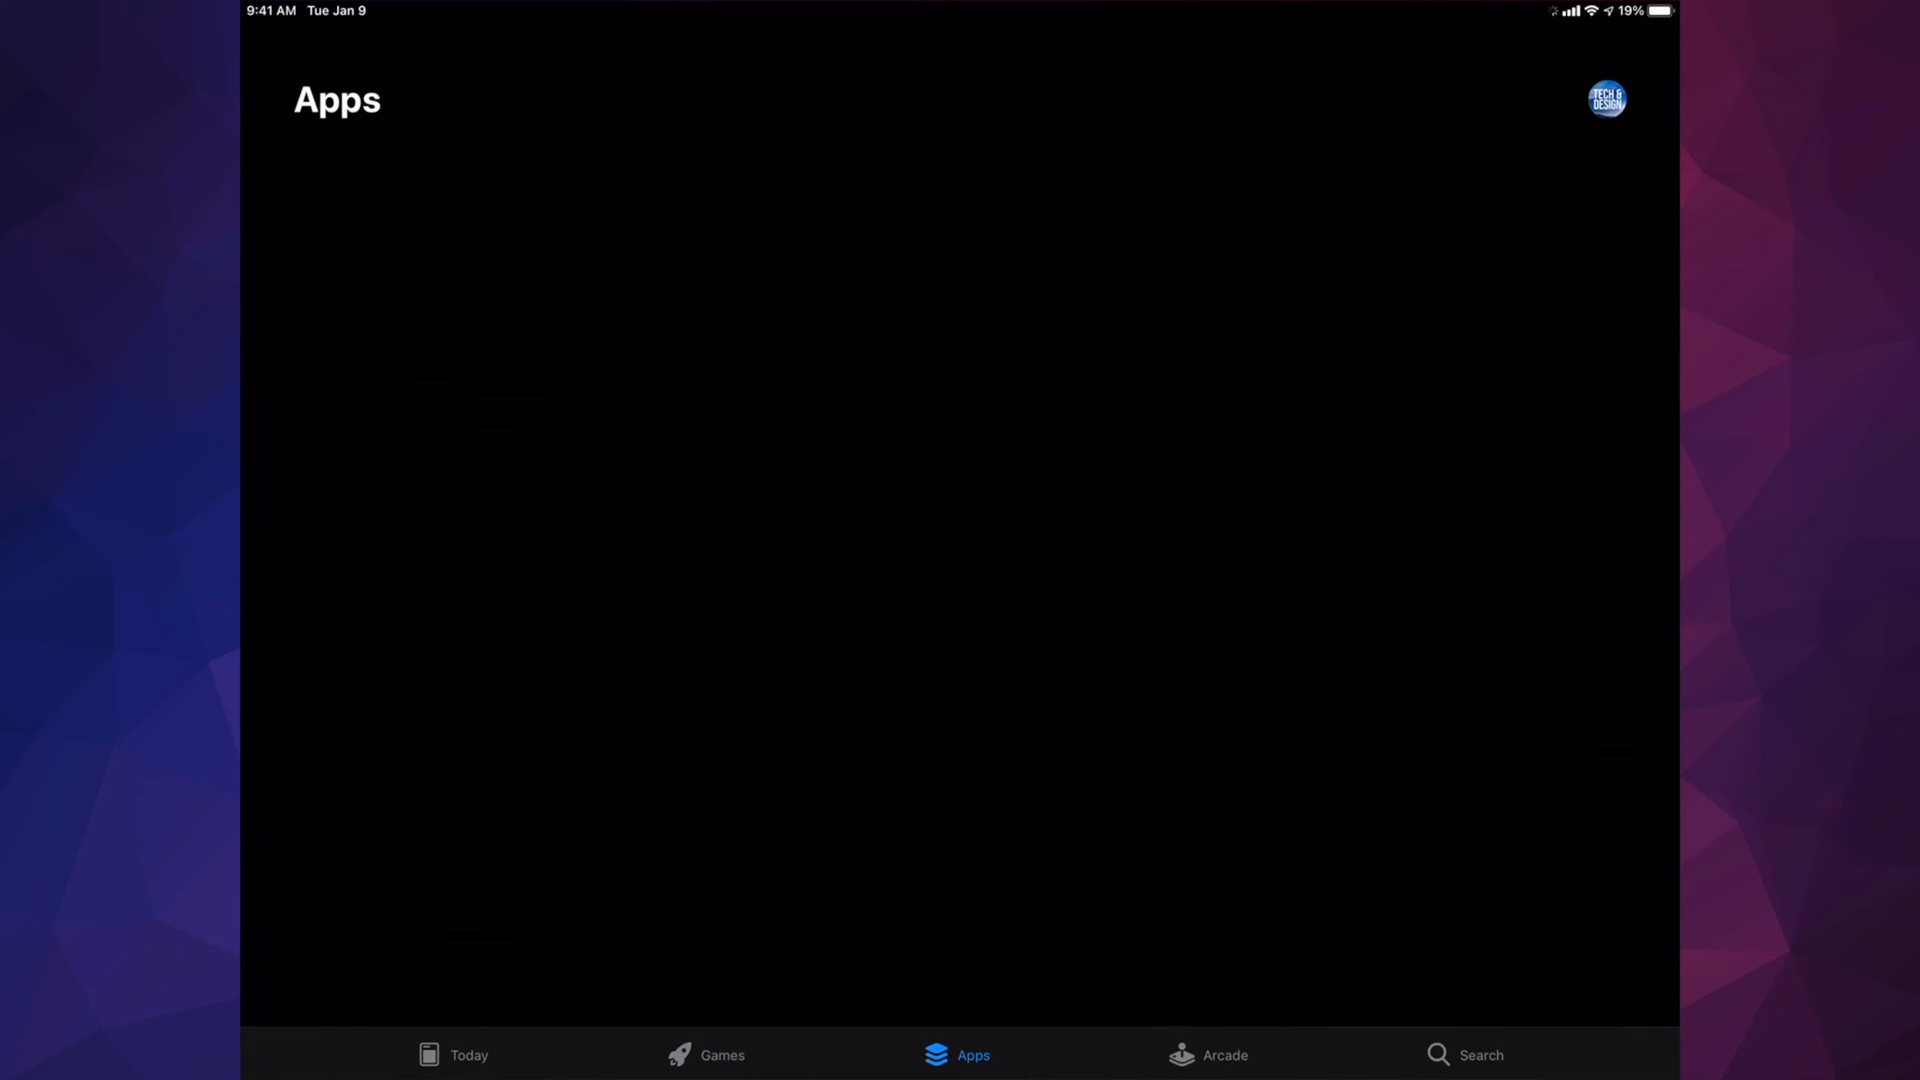 9:41 AM Tue Jan 9
19%
Apps
TECH &
DESIGN
Today
Games
Apps
Arcade
Search